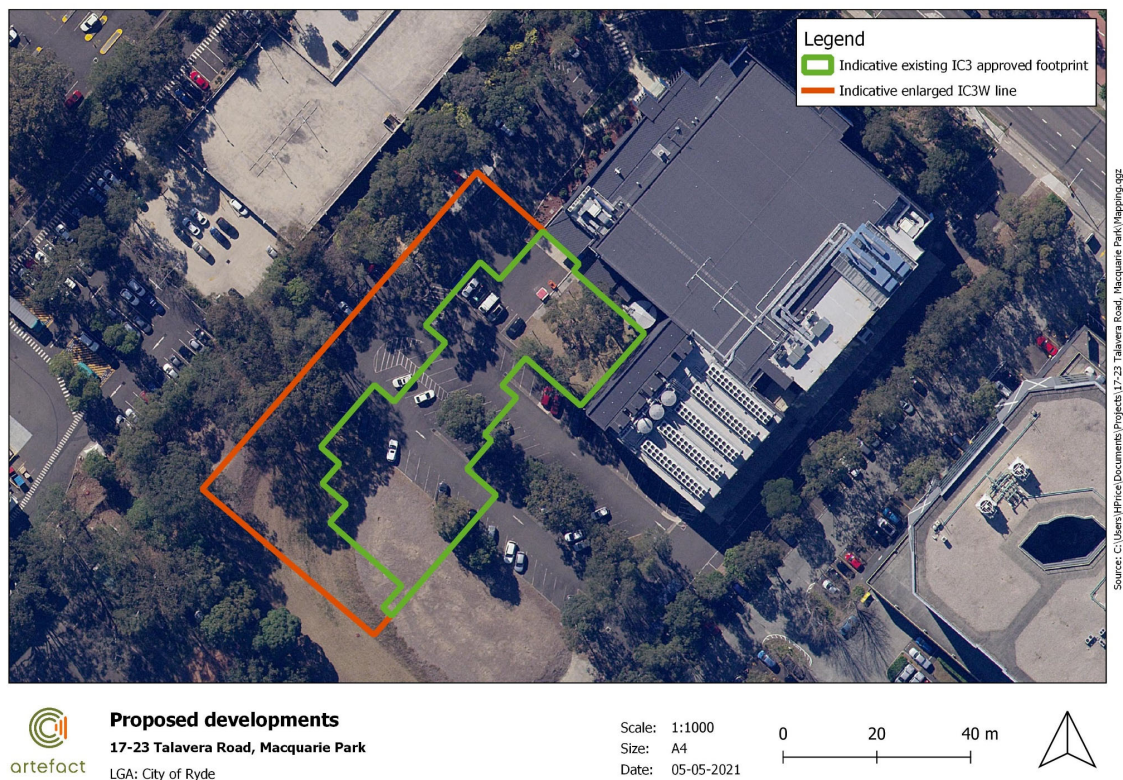 Legend
Indicative existing IC3 approved footprint
Indicative enlarged IC3W line
Source: C:\Users\HPrice\Documents\Projects\17-23 Talavera Road, Macquarie Park\Mapping.qgz
artefact
Proposed developments
17-23 Talavera Road, Macquarie Park
LGA: City of Ryde
Scale: 1:1000
Size: A4
Date: 05-05-2021
0 20 40 m